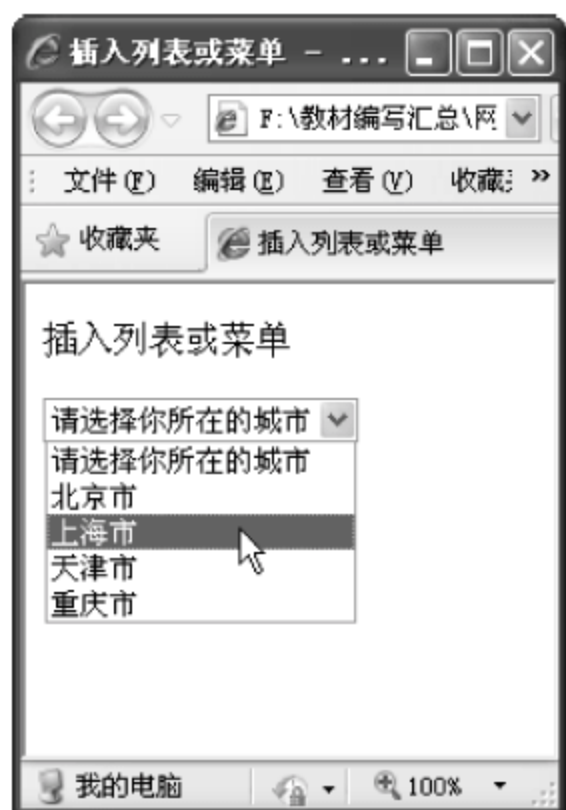 插入列表或菜单 - ...
F:\教材编写汇总\网
文件(F) 编辑(E) 查看(V) 收藏 »
收藏夹 插入列表或菜单
插入列表或菜单
请选择你所在的城市
请选择你所在的城市
北京市
上海市
天津市
重庆市
我的电脑 100%